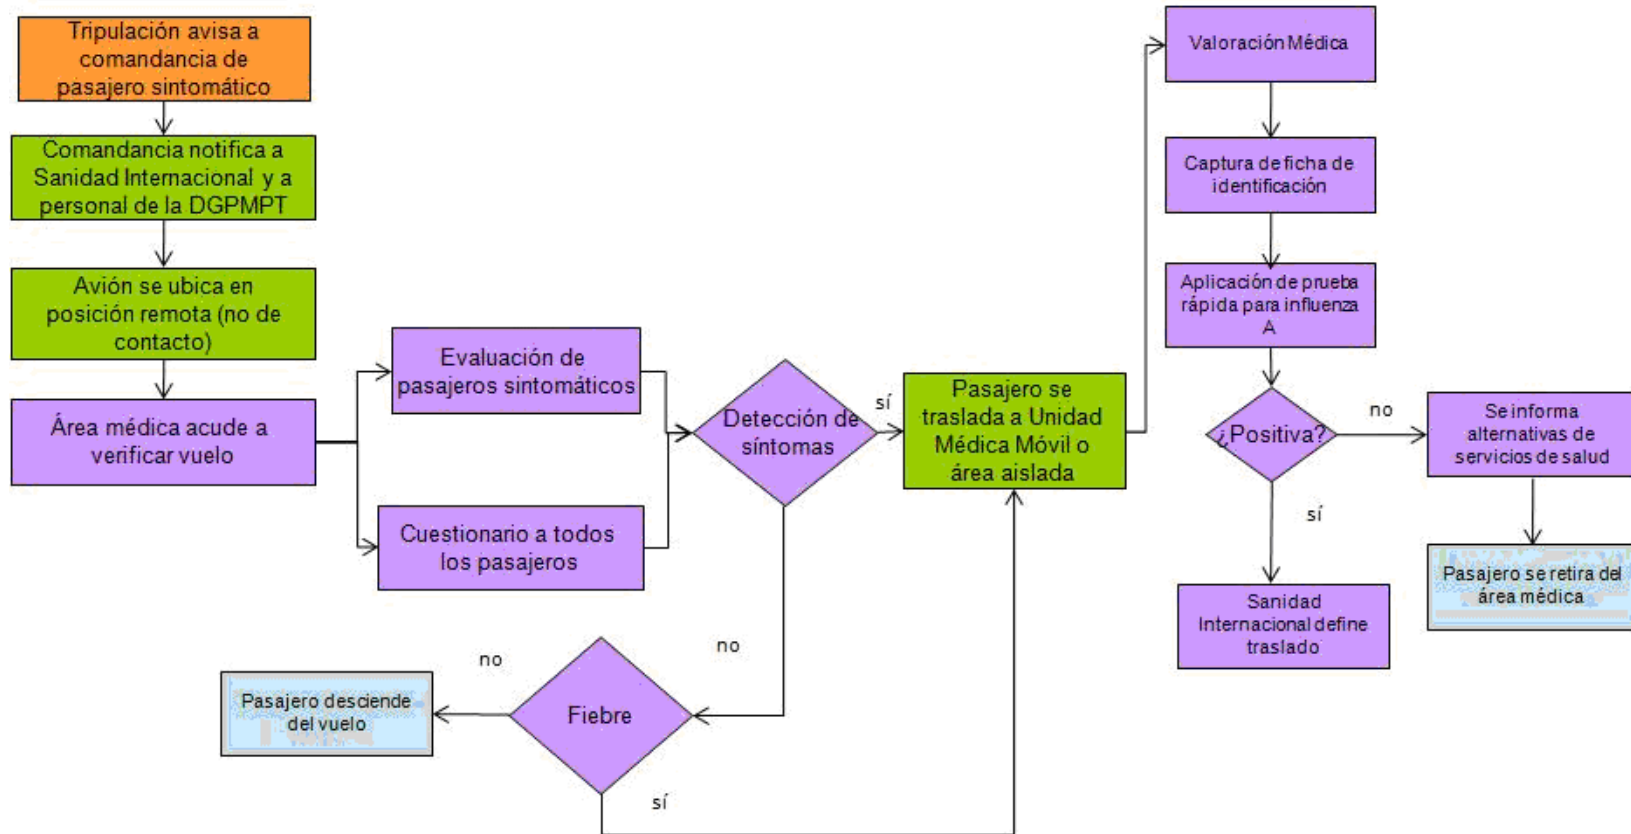 Tripulación avisa a
comandancia de
pasajero sintomático
Comandancia notifica a
Sanidad Internacional y a
personal de la DGPMPT
Avión se ubica en
posición remota (no de
contacto)
Área médica acude a
verificar vuelo
Evaluación de
pasajeros sintomáticos
Cuestionario a todos
los pasajeros
Detección de
síntomas
sí
no
Fiebre
no
sí
Pasajero desciende
del vuelo
Pasajero se
traslada a Unidad
Médica Móvil o
área aislada
Valoración Médica
Captura de ficha de
identificación
Aplicación de prueba
rápida para influenza
A
¿Positiva?
no
sí
Se informa
alternativas de
servicios de salud
Pasajero se retira del
área médica
Sanidad
Internacional define
traslado